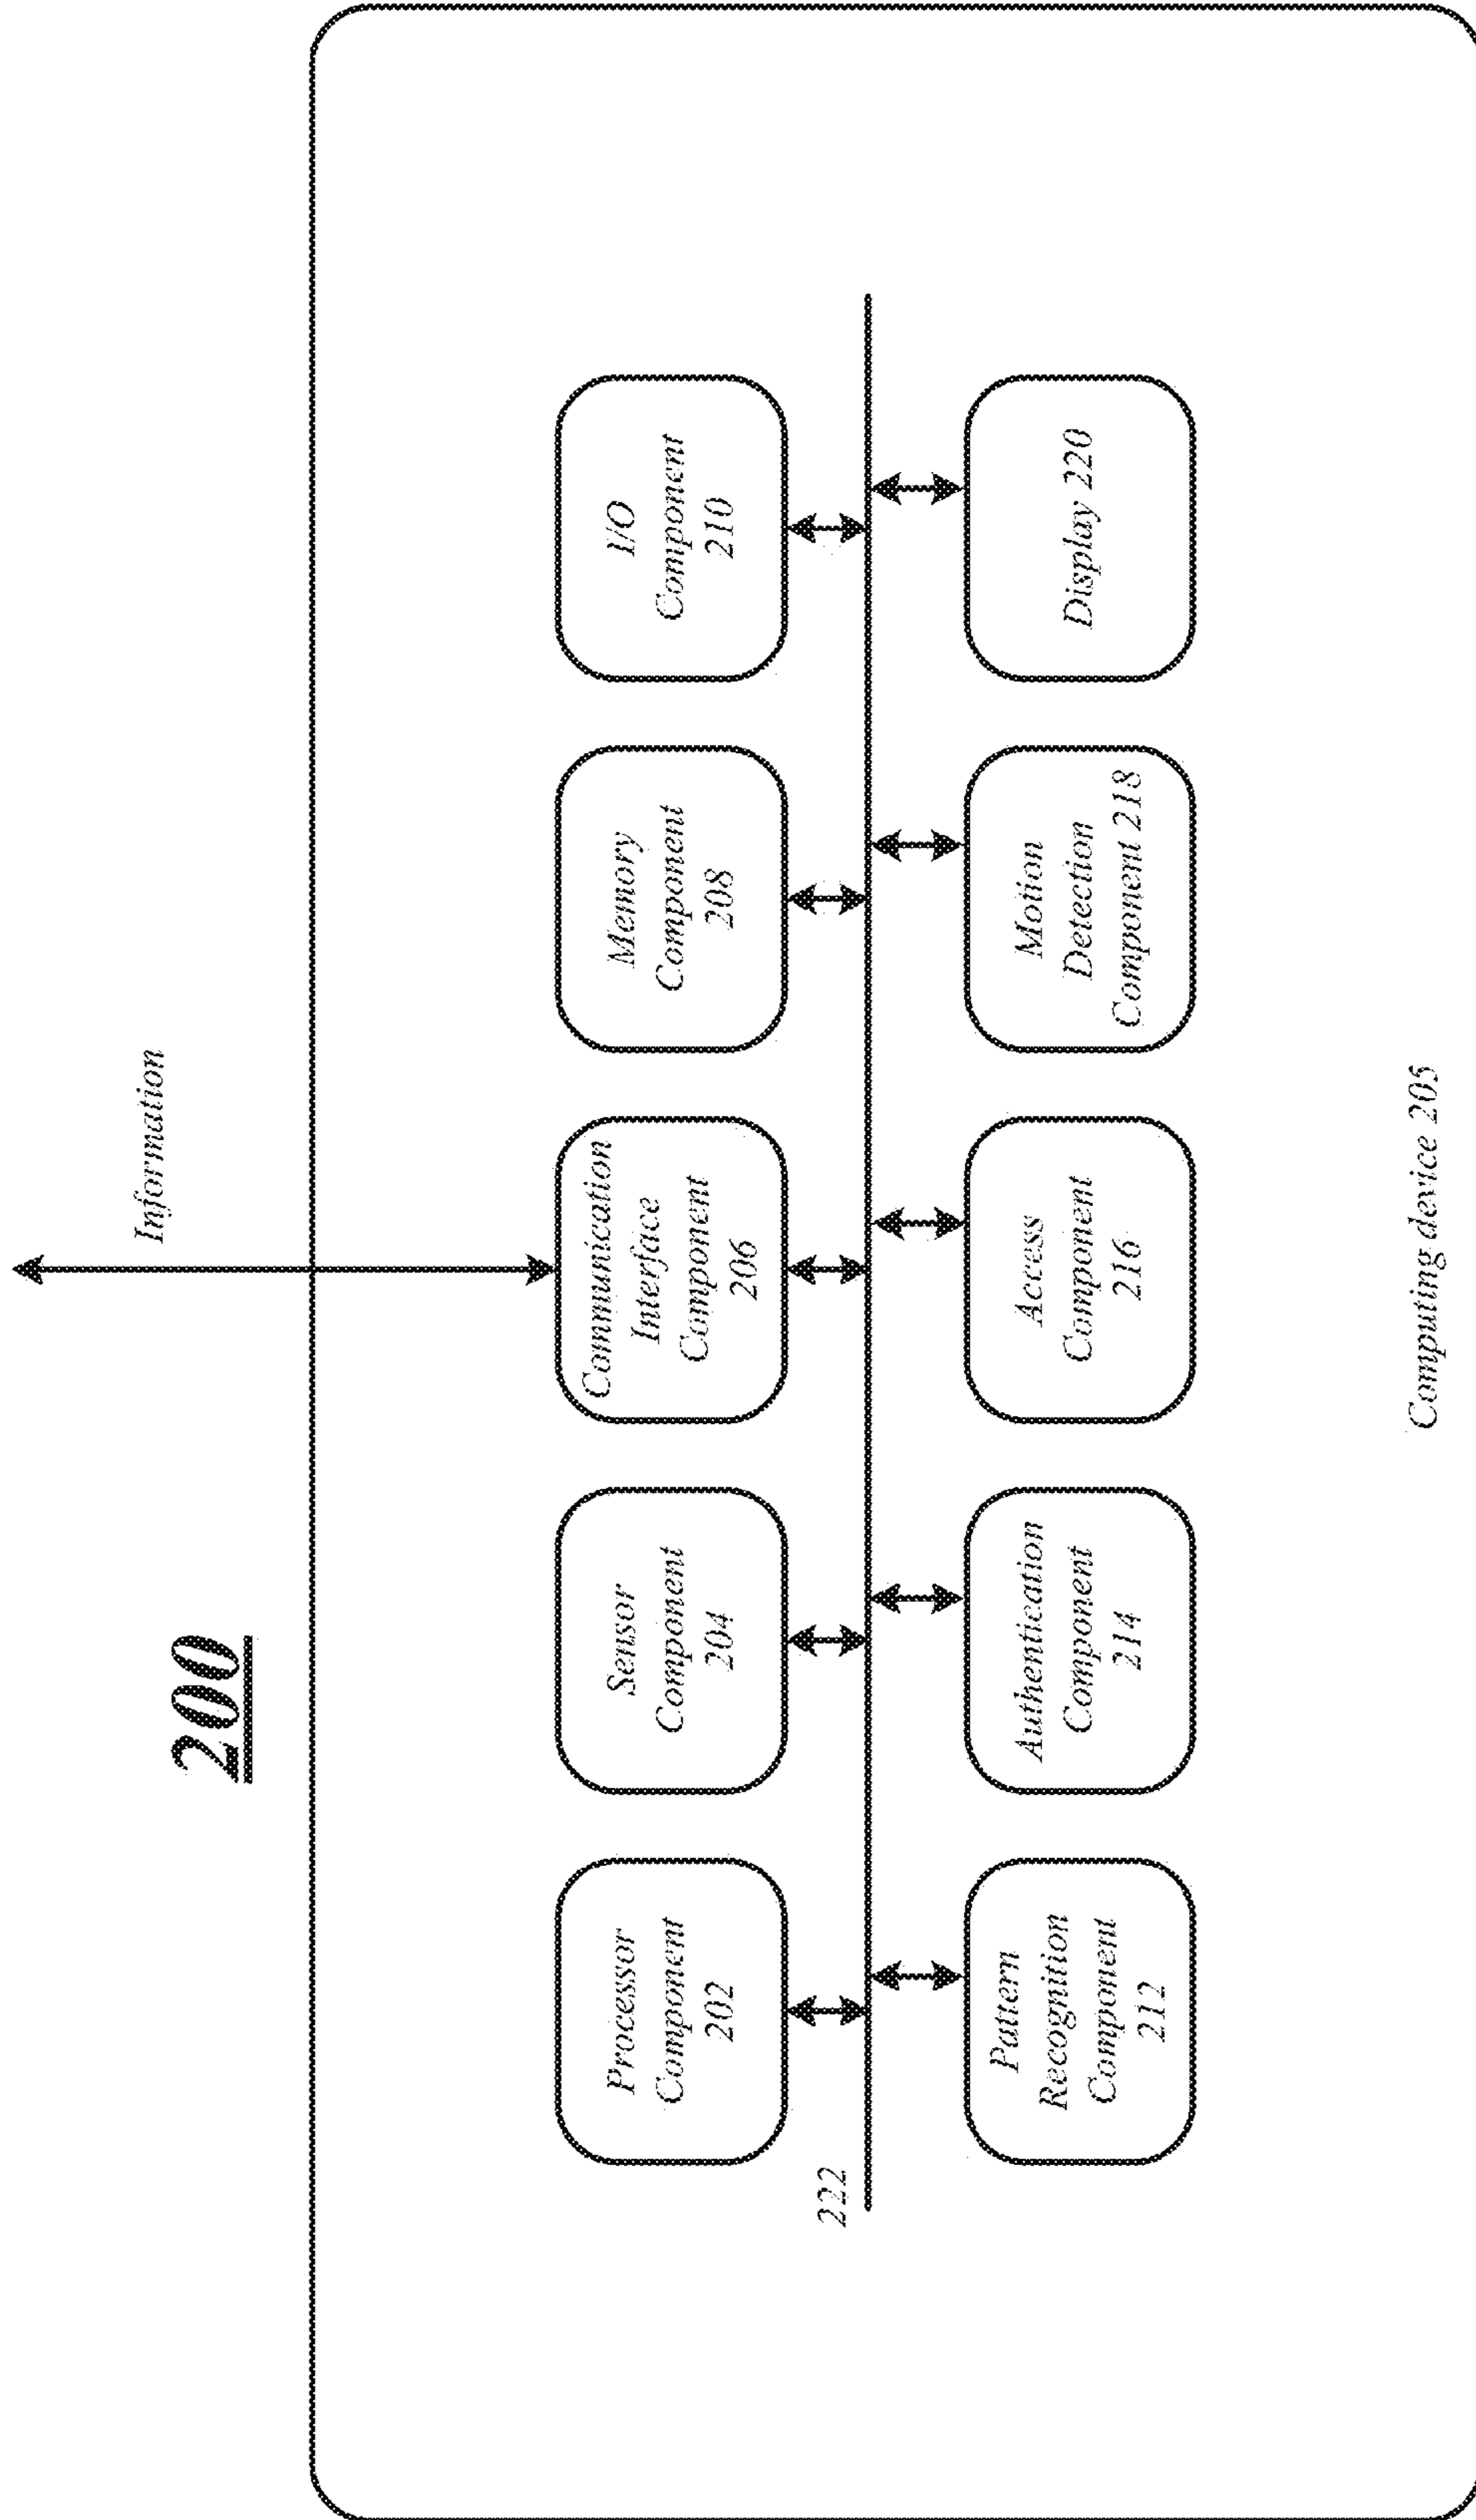 200
Information
Processor
Component
202
Sensor
Component
204
Communication
Interface
Component
206
Memory
Component
208
I/O
Component
210
222
Pattern
Recognition
Component
212
Authentication
Component
214
Access
Component
216
Motion
Detection
Component 218
Display 220
Computing device 205